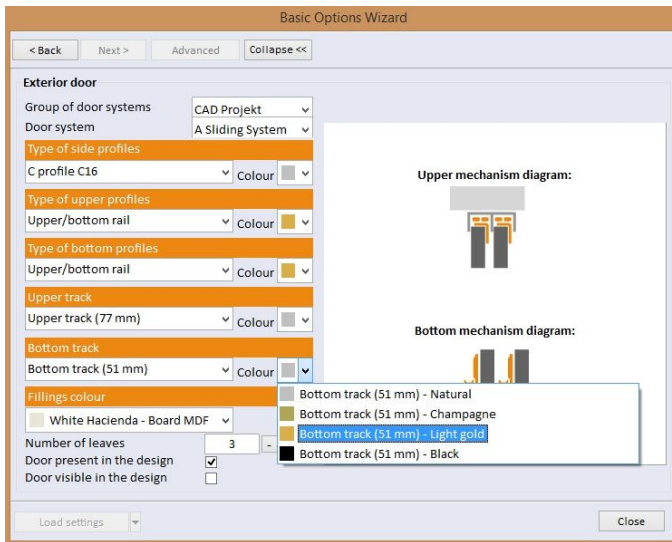 Basic Options Wizard
< Back
Next >
Advanced
Collapse <<
Exterior door
Group of door systems
CAD Projekt
Door system
A Sliding System
Type of side profiles
C profile C16
Colour
Type of upper profiles
Upper/bottom rail
Colour
Type of bottom profiles
Upper/bottom rail
Colour
Upper track
Upper track (77 mm)
Colour
Bottom track
Bottom track (51 mm)
Colour
Bottom track (51 mm) - Natural
Bottom track (51 mm) - Champagne
Bottom track (51 mm) - Light gold
Bottom track (51 mm) - Black
Fillings colour
White Hacienda - Board MDF
Number of leaves
3
-
Door present in the design
Door visible in the design
Upper mechanism diagram:
Bottom mechanism diagram:
Load settings
Close